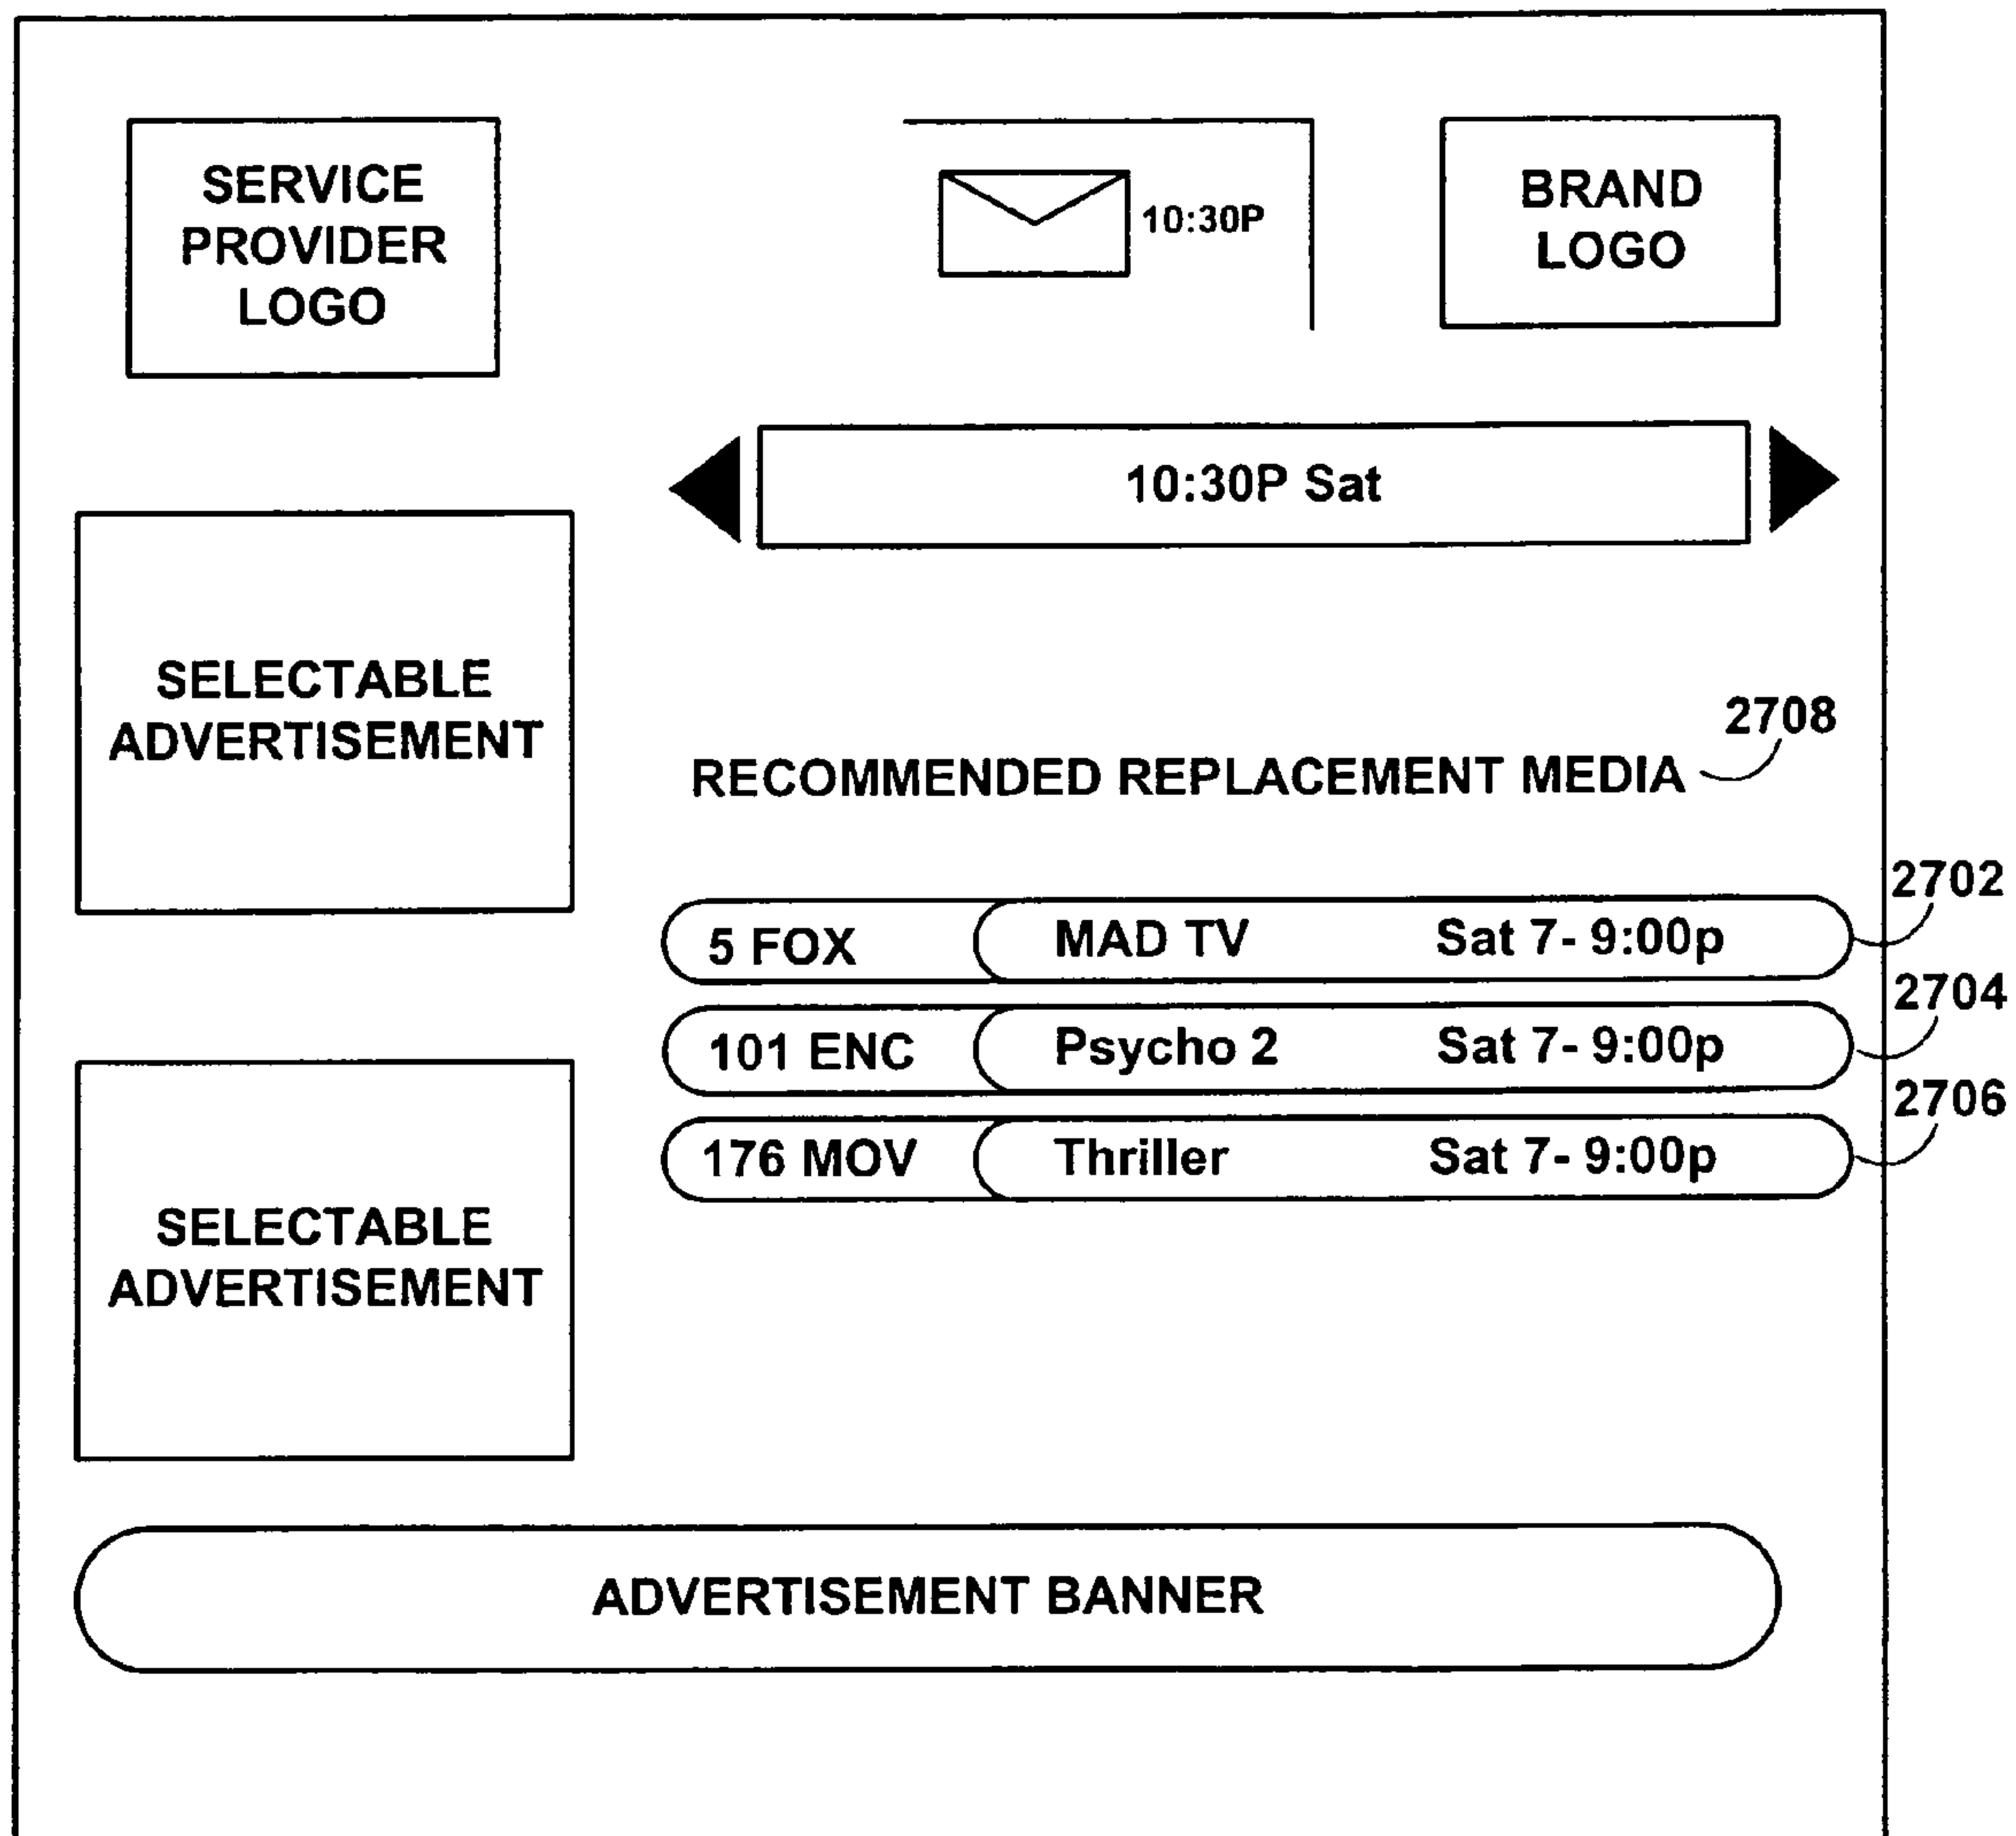 SERVICE
PROVIDER
LOGO
10:30P
BRAND
LOGO
10:30P Sat
SELECTABLE
ADVERTISEMENT
2708
RECOMMENDED REPLACEMENT MEDIA
2702
5 FOX MAD TV Sat 7- 9:00p
2704
101 ENC Psycho 2 Sat 7- 9:00p
2706
176 MOV Thriller Sat 7- 9:00p
SELECTABLE
ADVERTISEMENT
ADVERTISEMENT BANNER